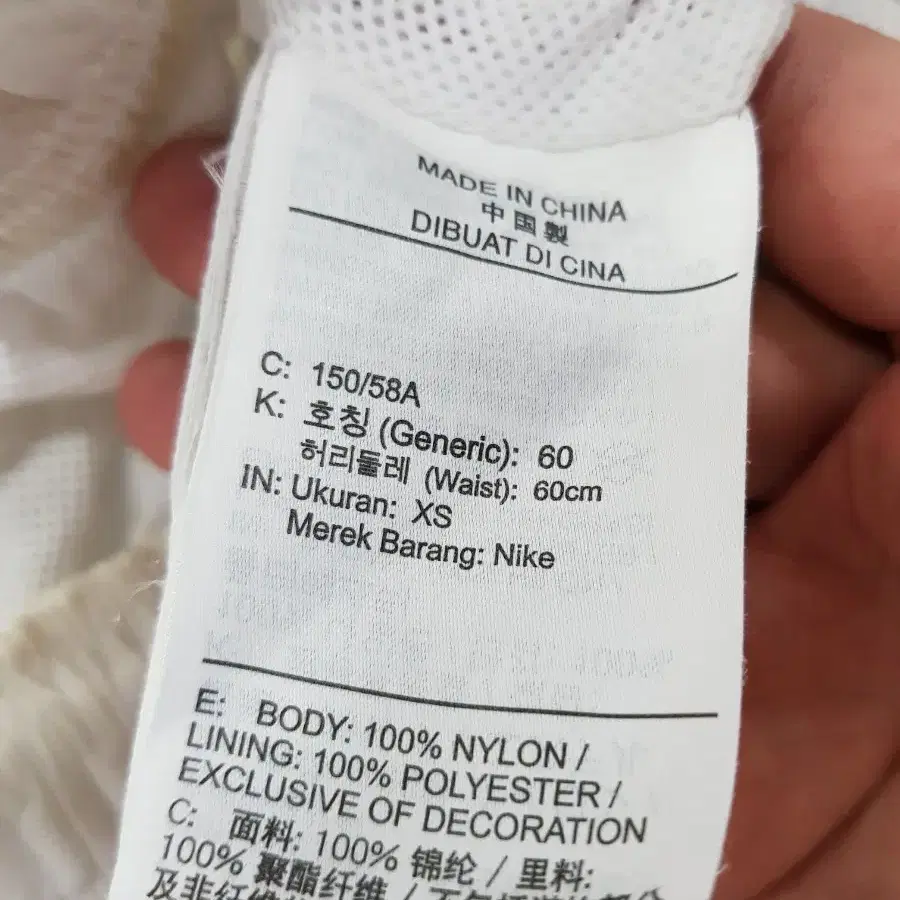 MADE IN CHINA
中国製
DIBUAT DI CINA
C: 150/58A
K: 호칭 (Generic): 60
허리둘레 (Waist): 60cm
IN: Ukuran: XS
Merek Barang: Nike
E: BODY: 100% NYLON /
LINING: 100% POLYESTER /
EXCLUSIVE OF DECORATION
C: 面料: 100% 锦纶 / 里料:
100% 聚酯纤维 /